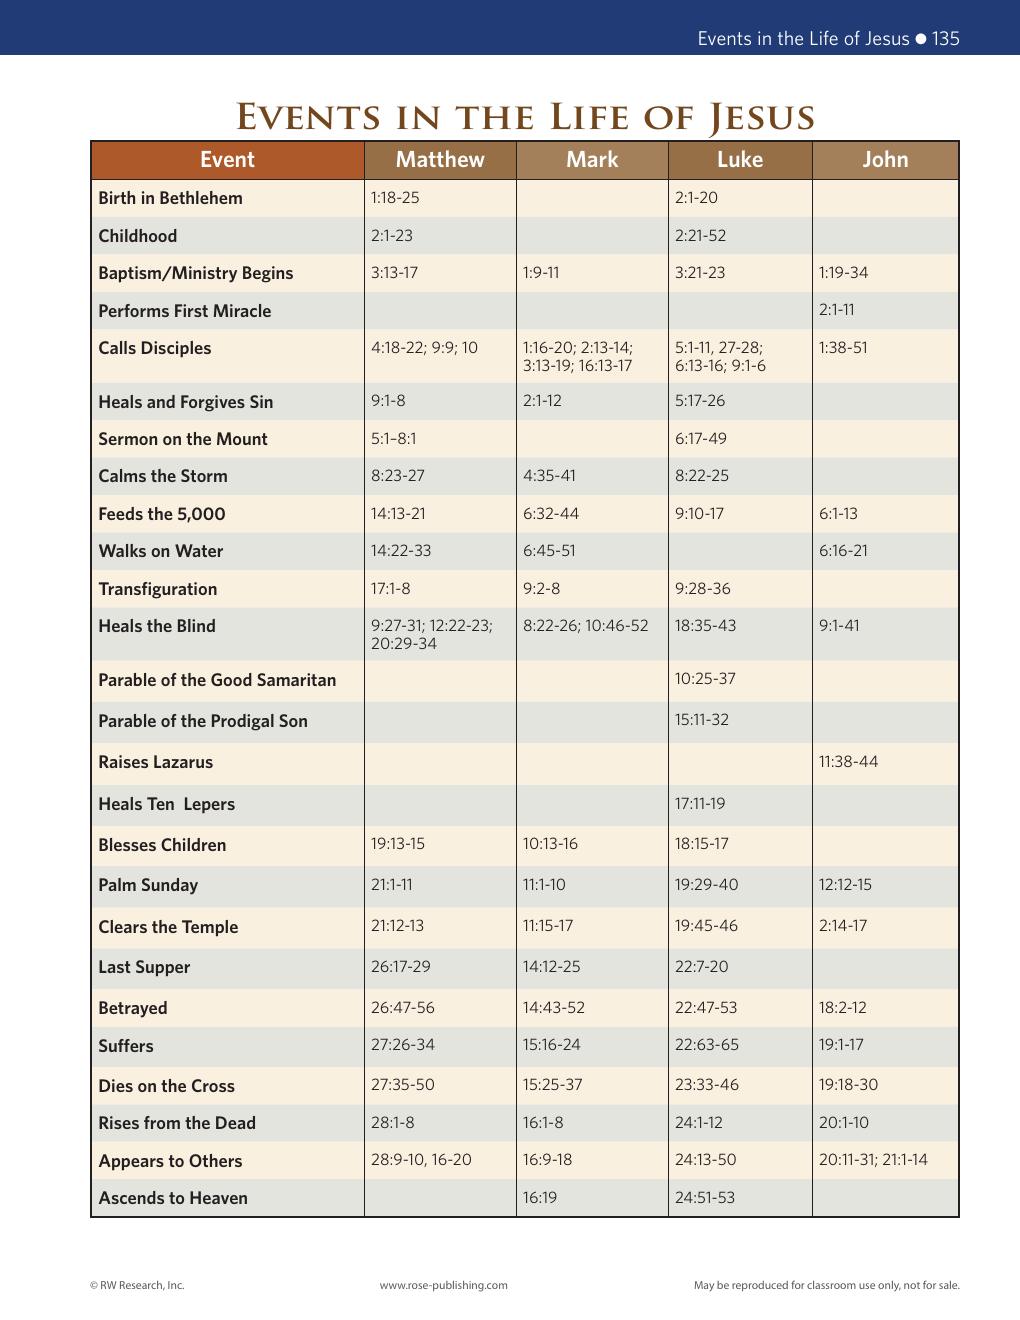 Events in the Life of Jesus ● 135
Events in the Life of Jesus
Event Matthew Mark Luke John
Birth in Bethlehem 1:18-25 2:1-20
Childhood 2:1-23 2:21-52
Baptism/Ministry Begins 3:13-17 1:9-11 3:21-23 1:19-34
Performs First Miracle 2:1-11
Calls Disciples 4:18-22; 9:9; 10 1:16-20; 2:13-14; 5:1-11, 27-28; 1:38-51
3:13-19; 16:13-17 6:13-16; 9:1-6
Heals and Forgives Sin 9:1-8 2:1-12 5:17-26
Sermon on the Mount 5:1–8:1 6:17-49
Calms the Storm 8:23-27 4:35-41 8:22-25
Feeds the 5,000 14:13-21 6:32-44 9:10-17 6:1-13
Walks on Water 14:22-33 6:45-51 6:16-21
Transfiguration 17:1-8 9:2-8 9:28-36
Heals the Blind 9:27-31; 12:22-23; 8:22-26; 10:46-52 18:35-43 9:1-41
20:29-34
Parable of the Good Samaritan 10:25-37
Parable of the Prodigal Son 15:11-32
Raises Lazarus 11:38-44
Heals Ten  Lepers 17:11-19
Blesses Children 19:13-15 10:13-16 18:15-17
Palm Sunday 21:1-11 11:1-10 19:29-40 12:12-15
Clears the Temple 21:12-13 11:15-17 19:45-46 2:14-17
Last Supper 26:17-29 14:12-25 22:7-20
Betrayed 26:47-56 14:43-52 22:47-53 18:2-12
Suffers 27:26-34 15:16-24 22:63-65 19:1-17
Dies on the Cross 27:35-50 15:25-37 23:33-46 19:18-30
Rises from the Dead 28:1-8 16:1-8 24:1-12 20:1-10
Appears to Others 28:9-10, 16-20 16:9-18 24:13-50 20:11-31; 21:1-14
Ascends to Heaven 16:19 24:51-53
© RW Research, Inc. www.rose-publishing.com May be reproduced for classroom use only, not for sale.